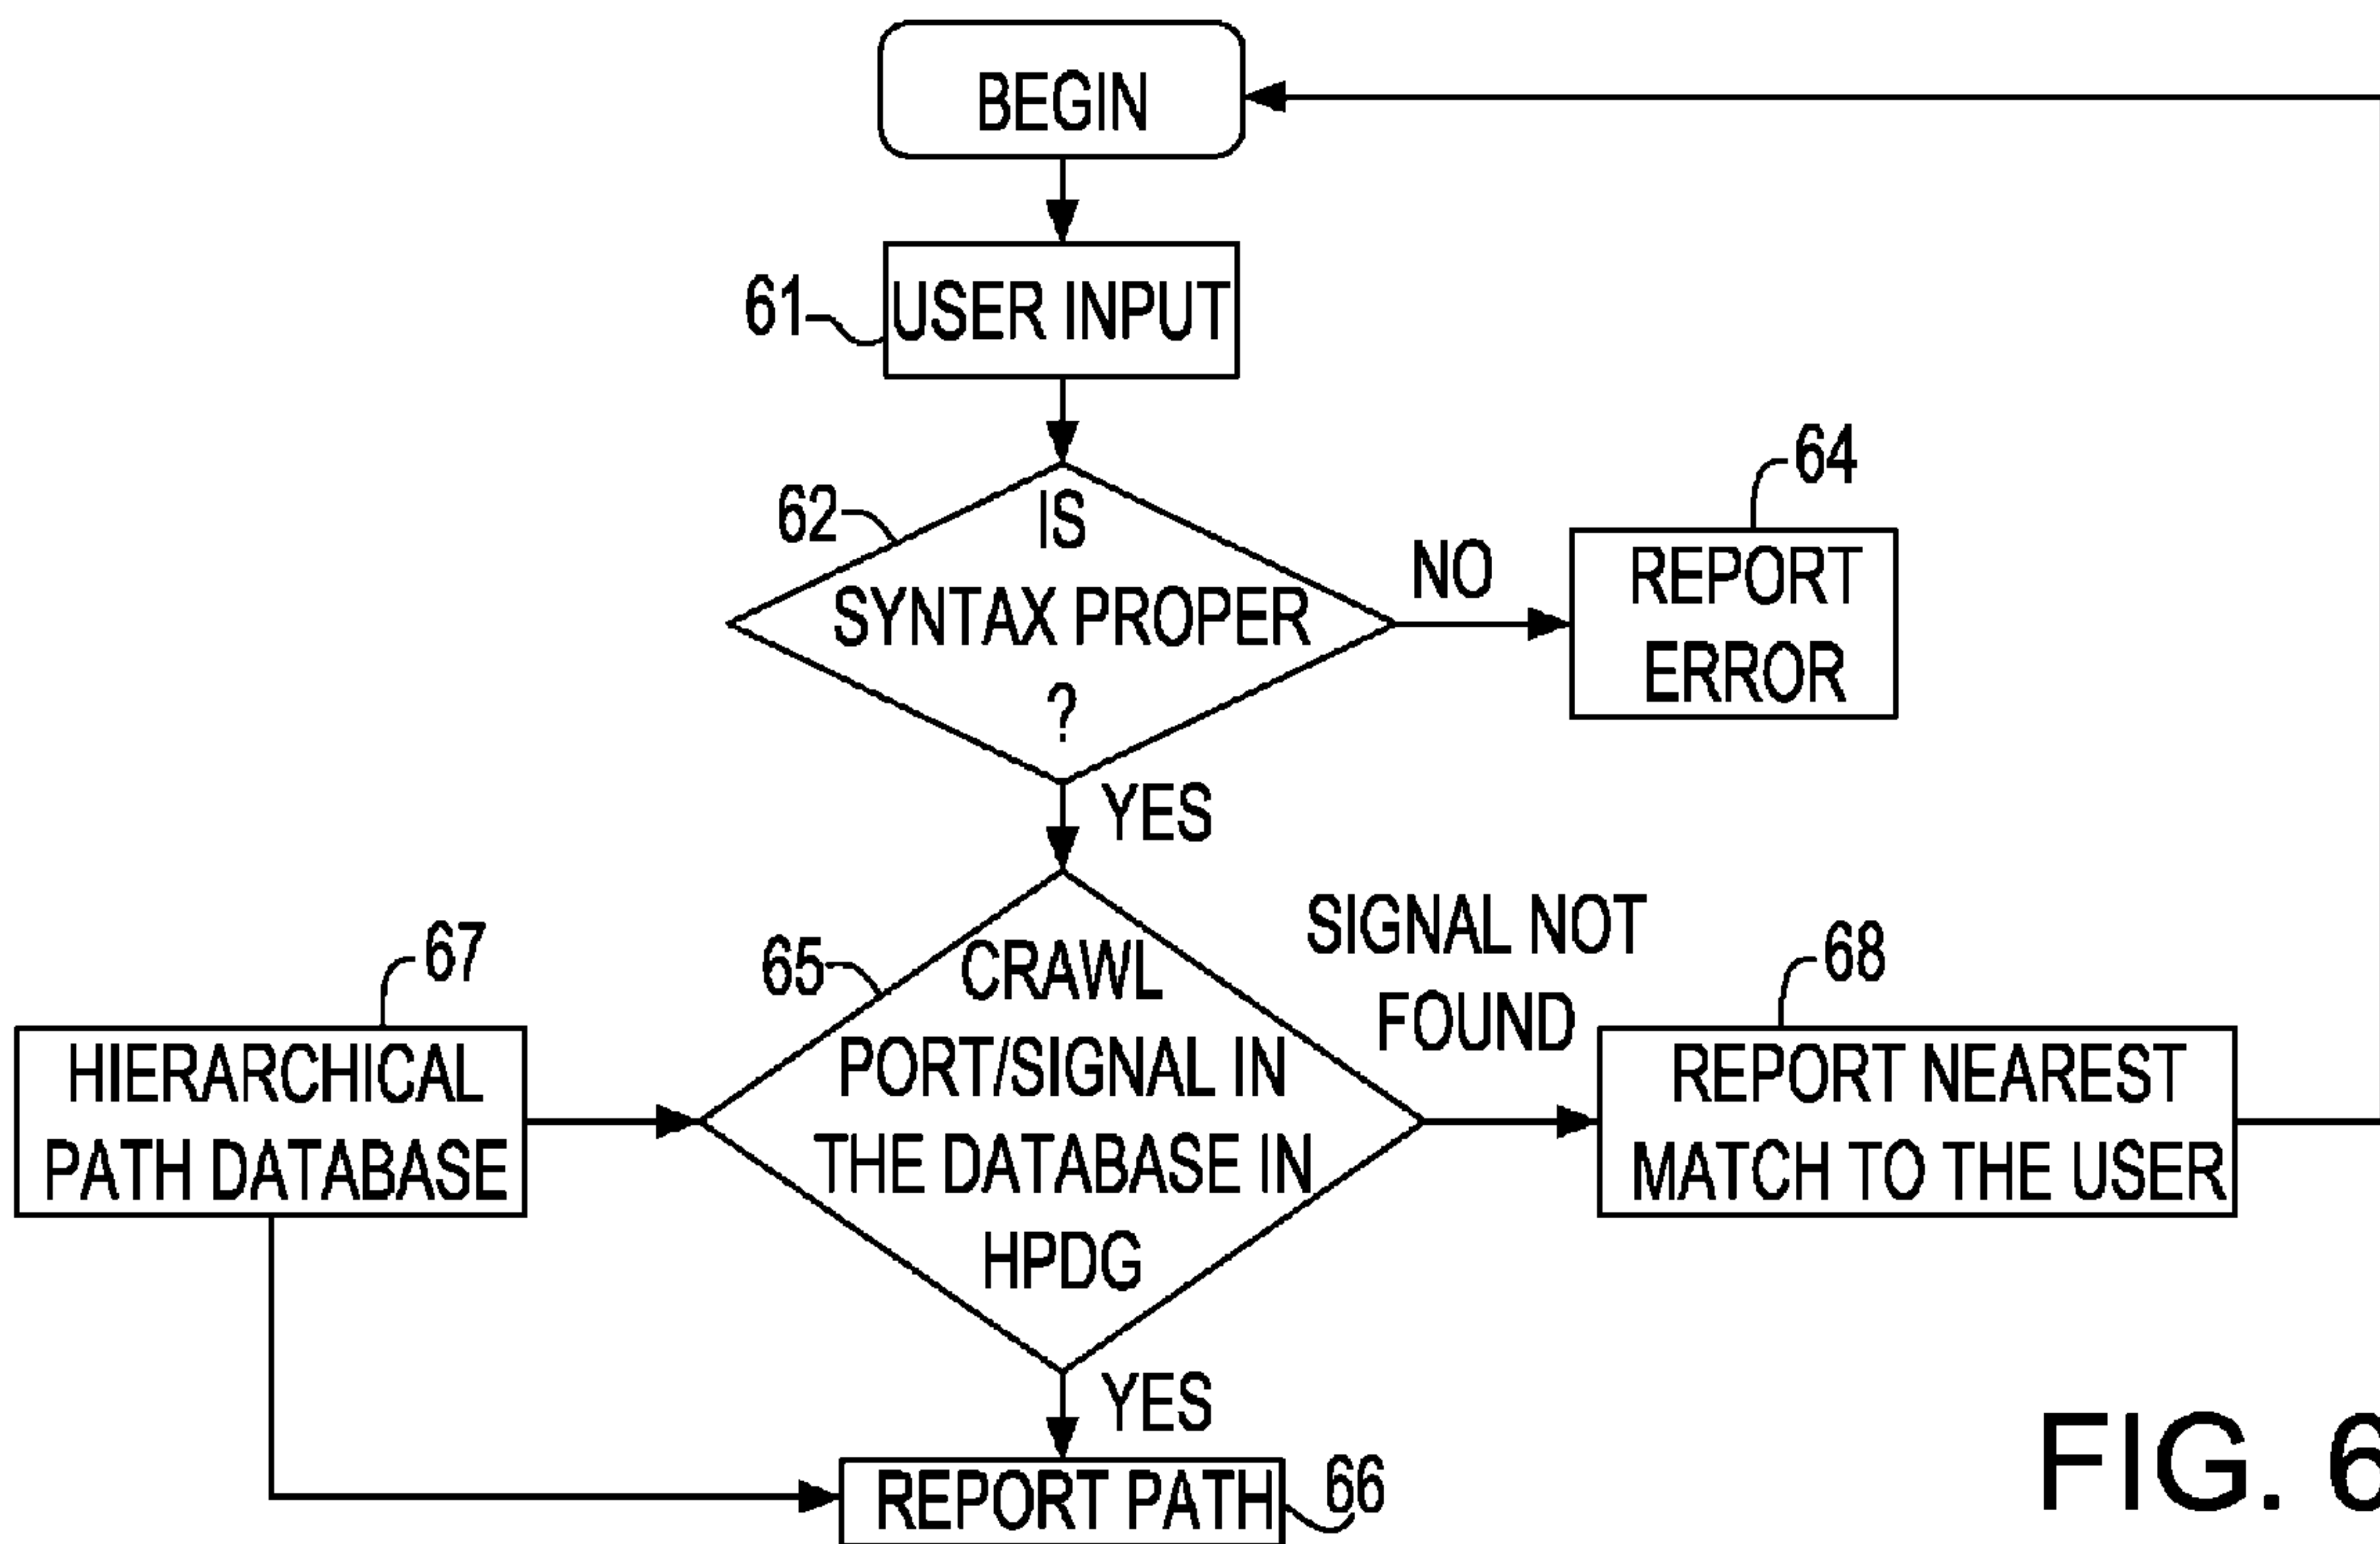 BEGIN
61
USER INPUT
62
IS
SYNTAX PROPER
?
NO
64
REPORT
ERROR
YES
67
HIERARCHICAL
PATH DATABASE
65
CRAWL
PORT/SIGNAL IN
THE DATABASE IN
HPDG
SIGNAL NOT
FOUND
68
REPORT NEAREST
MATCH TO THE USER
YES
REPORT PATH
66
FIG. 6